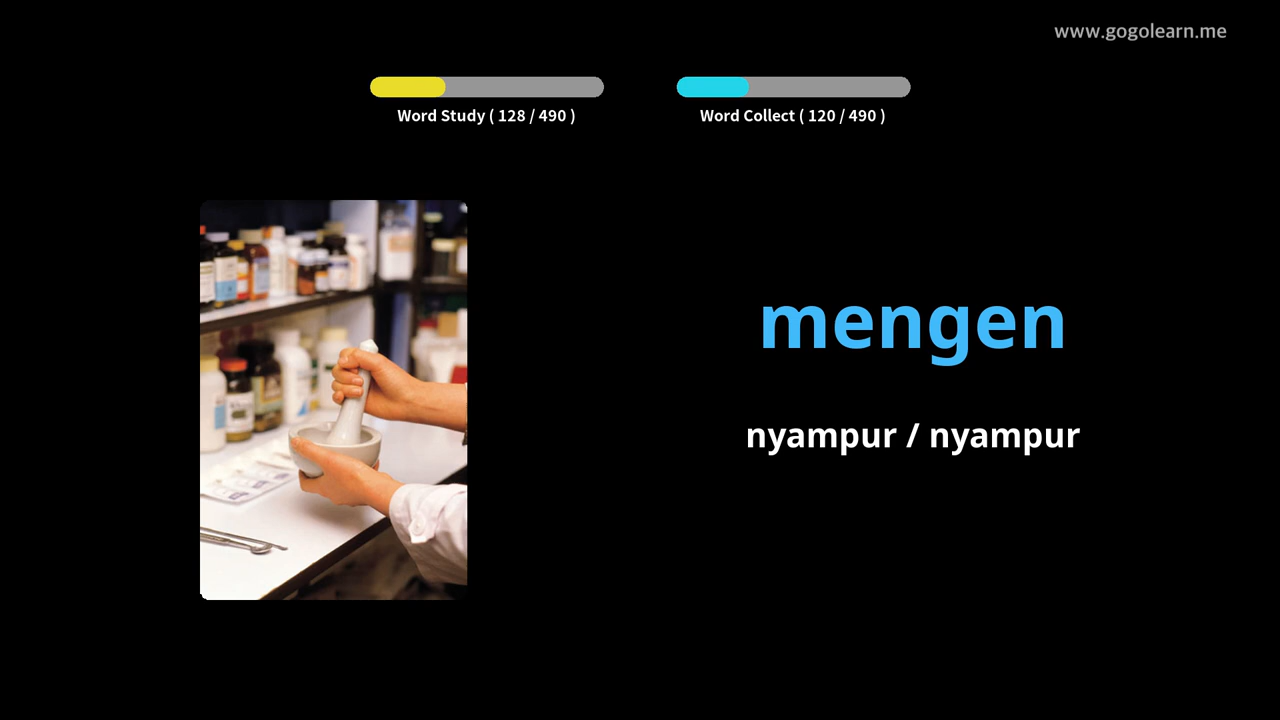 www.gogolearn.me
Word Study ( 128 / 490 )
Word Collect ( 120 / 490 )
mengen
nyampur / nyampur